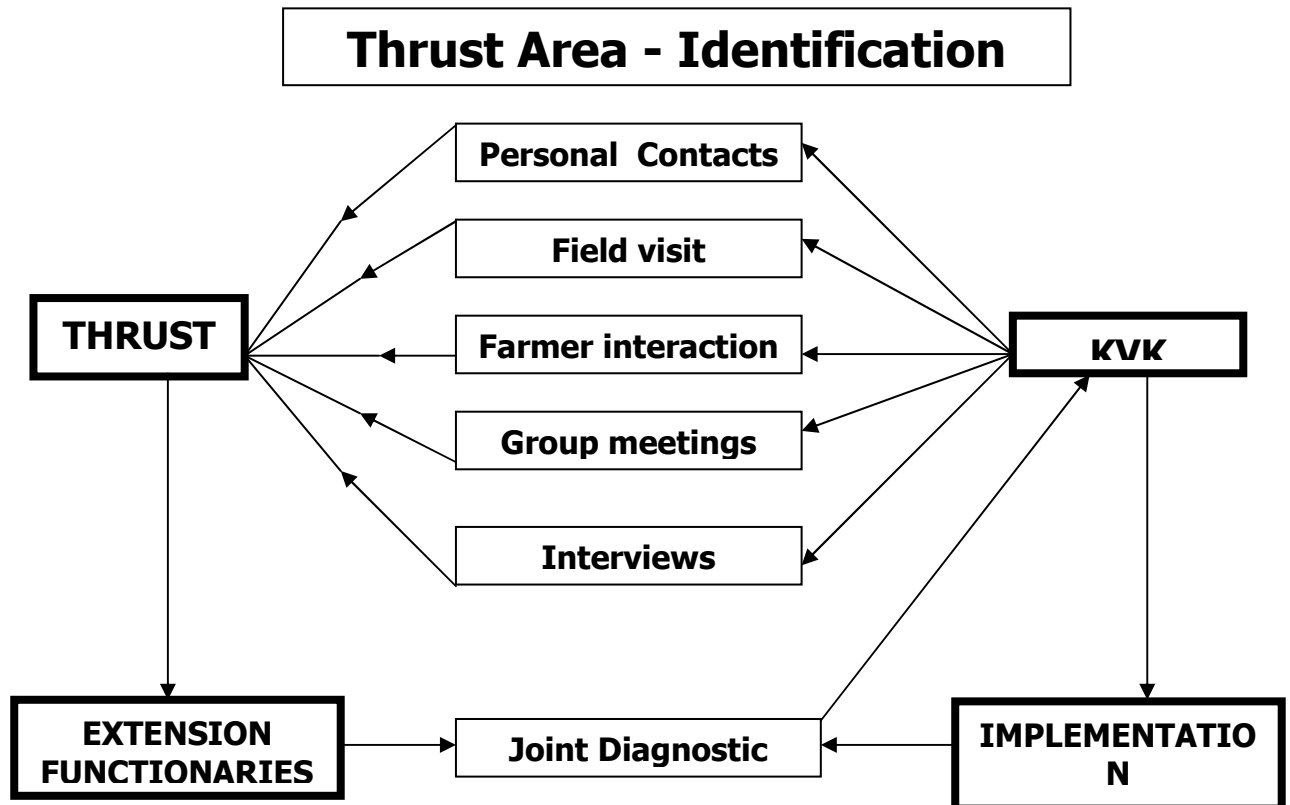 Thrust Area - Identification
Personal Contacts
Field visit
THRUST
Farmer interaction
KVK
Group meetings
Interviews
EXTENSION
FUNCTIONARIES
Joint Diagnostic
IMPLEMENTATIO
N